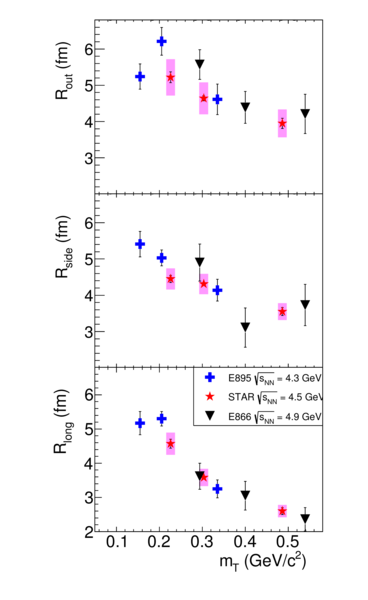 R_out (fm)
6
5
4
3
R_side (fm)
6
5
4
3
R_long (fm)
6
5
4
3
2
E895 √s_NN = 4.3 GeV
STAR √s_NN = 4.5 GeV
E866 √s_NN = 4.9 GeV
0.1 0.2 0.3 0.4 0.5
m_T (GeV/c²)